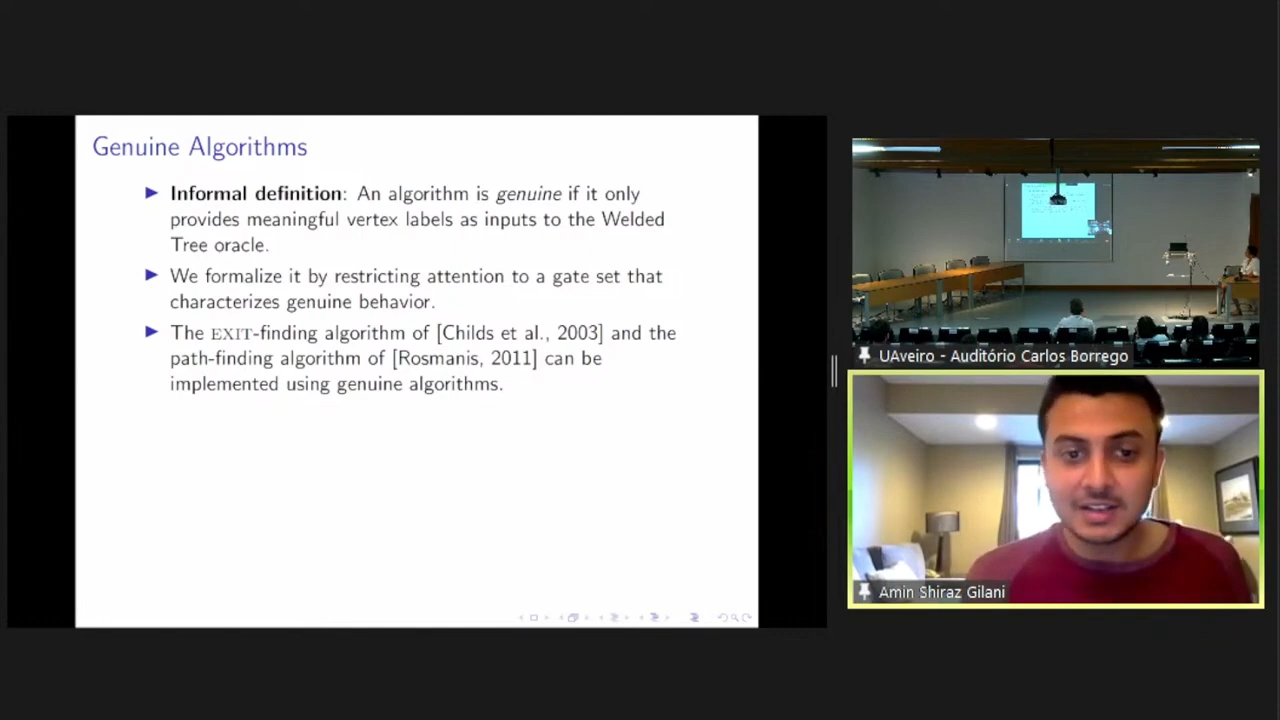 Genuine Algorithms
Informal definition: An algorithm is genuine if it only
provides meaningful vertex labels as inputs to the Welded
Tree oracle.
We formalize it by restricting attention to a gate set that
characterizes genuine behavior.
The EXIT-finding algorithm of [Childs et al., 2003] and the
path-finding algorithm of [Rosmanis, 2011] can be
implemented using genuine algorithms.
UAveiro - Auditório Carlos Borrego
Amin Shiraz Gilani